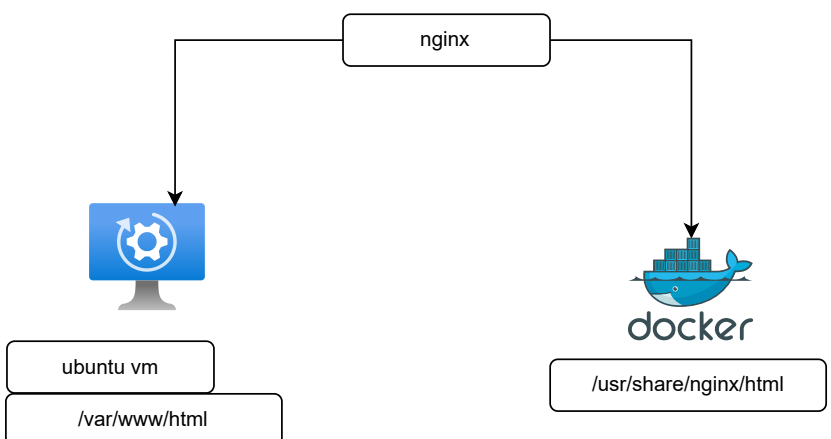 nginx
docker
ubuntu vm
/usr/share/nginx/html
/var/www/html